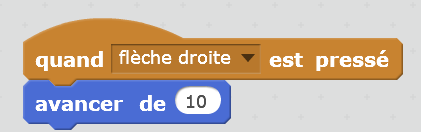 quand flèche droite est pressé
avancer de 10